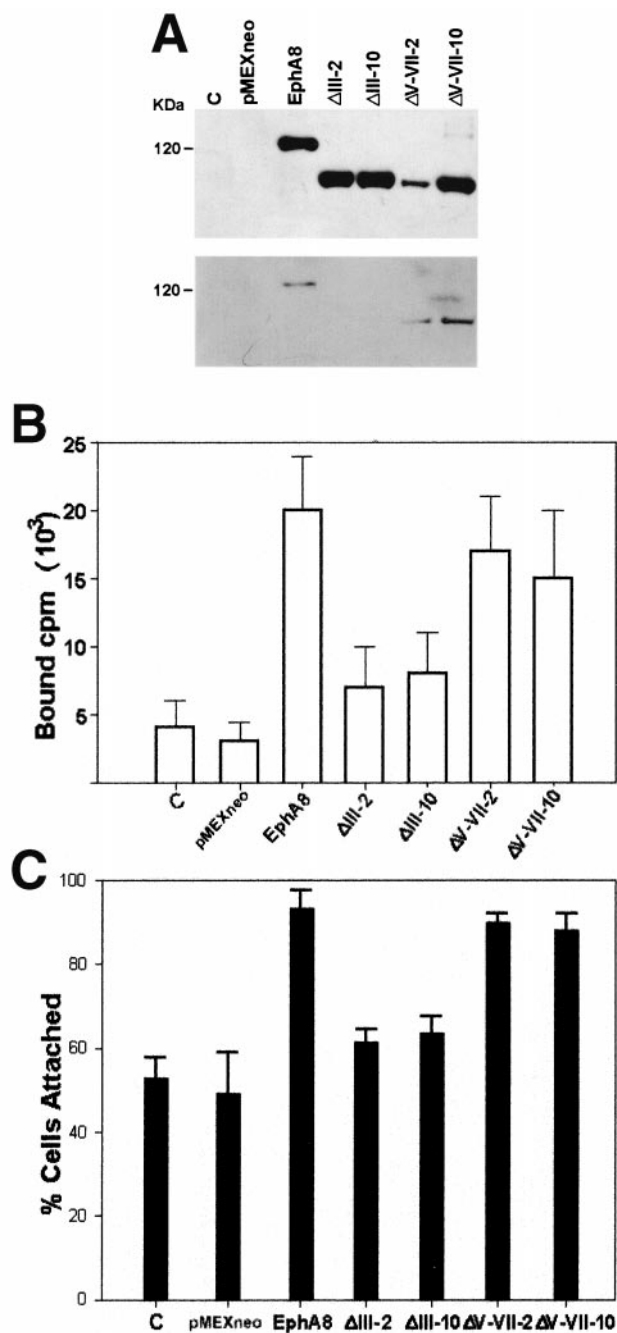 A
C
pMEXneo
EphA8
ΔIII-2
ΔIII-10
ΔV-VII-2
ΔV-VII-10
KDa
120
120
B
25
20
15
10
5
Bound cpm (10³)
C
pMEXneo
EphA8
ΔIII-2
ΔIII-10
ΔV-VII-2
ΔV-VII-10
C
100
80
60
40
20
0
% Cells Attached
C pMEXneo EphA8 ΔIII-2 ΔIII-10 ΔV-VII-2 ΔV-VII-10